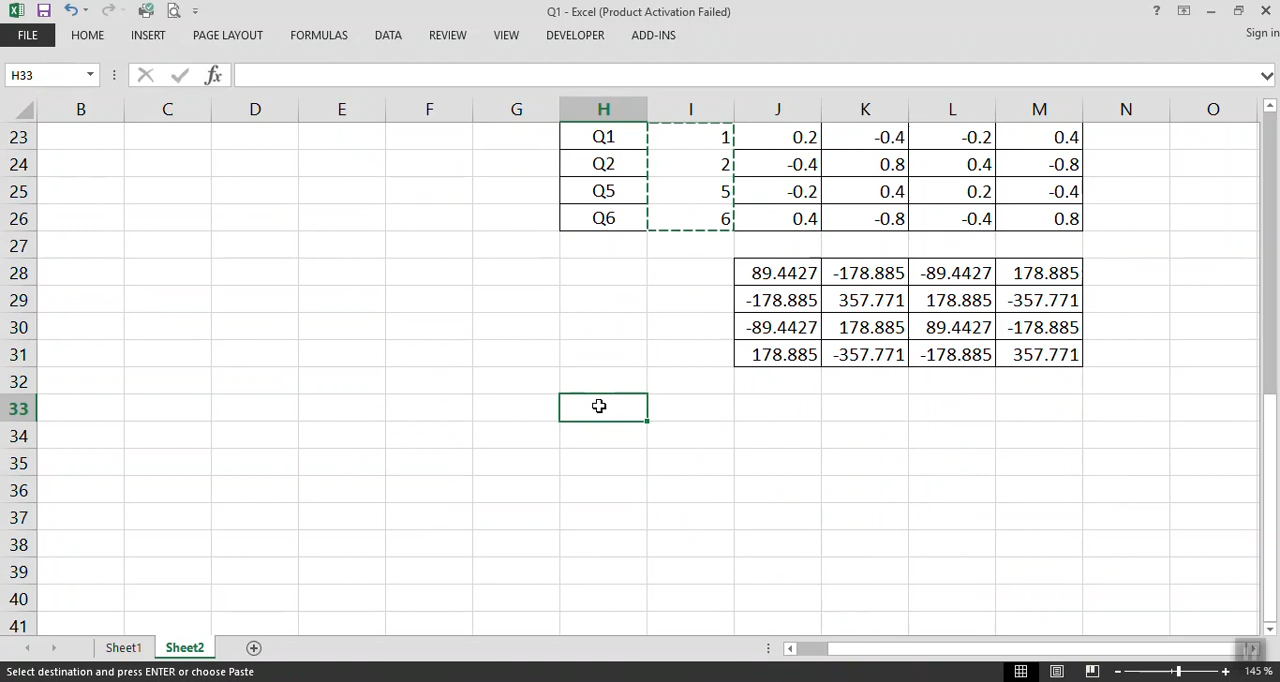 Q1 - Excel (Product Activation Failed)
?
FILE HOME INSERT PAGE LAYOUT FORMULAS DATA REVIEW VIEW DEVELOPER ADD-INS Sign in
H33 fx
B C D E F G H I J K L M N O
23 Q1 1 0.2 -0.4 -0.2 0.4
24 Q2 2 -0.4 0.8 0.4 -0.8
25 Q5 5 -0.2 0.4 0.2 -0.4
26 Q6 6 0.4 -0.8 -0.4 0.8
27
28 89.4427 -178.885 -89.4427 178.885
29 -178.885 357.771 178.885 -357.771
30 -89.4427 178.885 89.4427 -178.885
31 178.885 -357.771 -178.885 357.771
32
33
34
35
36
37
38
39
40
41
Sheet1 Sheet2
Select destination and press ENTER or choose Paste 145 %